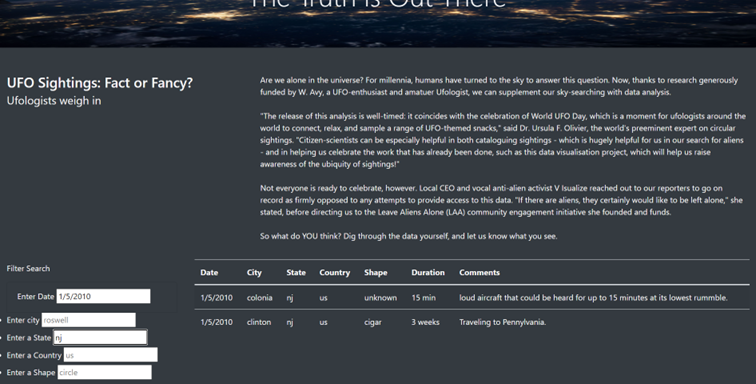 The Truth Is Out There
UFO Sightings: Fact or Fancy?
Ufologists weigh in
Are we alone in the universe? For millennia, humans have turned to the sky to answer this question. Now, thanks to research generously
funded by W. Avy, a UFO-enthusiast and amatuer Ufologist, we can supplement our sky-searching with data analysis.
"The release of this analysis is well-timed: it coincides with the celebration of World UFO Day, which is a moment for ufologists around the
world to connect, relax, and sample a range of UFO-themed snacks," said Dr. Ursula F. Olivier, the world's preeminent expert on circular
sightings. "Citizen-scientists can be especially helpful in both cataloguing sightings - which is hugely helpful for us in our search for aliens
- and in helping us celebrate the work that has already been done, such as this data visualisation project, which will help us raise
awareness of the ubiquity of sightings!"
Not everyone is ready to celebrate, however. Local CEO and vocal anti-alien activist V Isualize reached out to our reporters to go on
record as firmly opposed to any attempts to provide access to this data. "If there are aliens, they certainly would like to be left alone," she
stated, before directing us to the Leave Aliens Alone (LAA) community engagement initiative she founded and funds.
So what do YOU think? Dig through the data yourself, and let us know what you see.
Filter Search
Enter Date 1/5/2010
Enter city roswell
Enter a State nj
Enter a Country us
Enter a Shape circle
Date City State Country Shape Duration Comments
1/5/2010 colonia nj us unknown 15 min loud aircraft that could be heard for up to 15 minutes at its lowest rummble.
1/5/2010 clinton nj us cigar 3 weeks Traveling to Pennylvania.